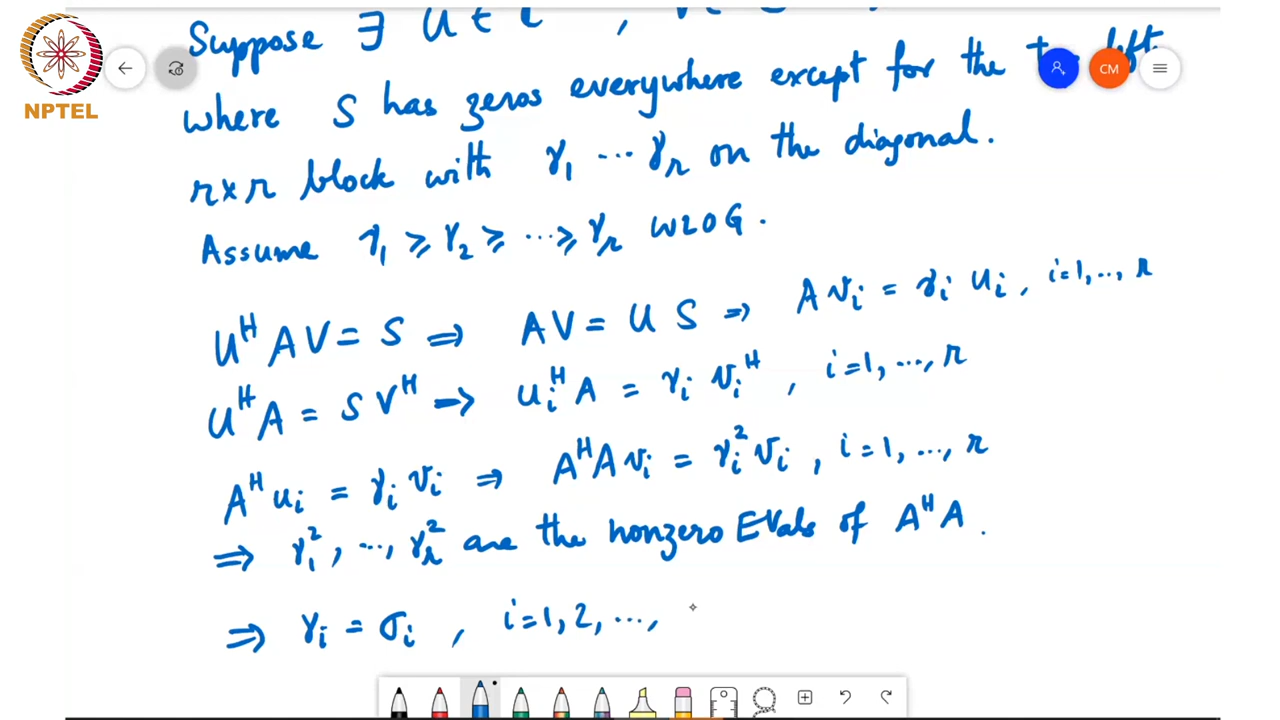 Suppose ∃ U ∈ ,
where S has zeros everywhere except for the left
r×r block with γ₁ ⋯ γᵣ on the diagonal.
Assume γ₁ ≥ γ₂ ≥ ⋯ ≥ γᵣ WLOG.
Uᴴ A V = S ⇒ A V = U S ⇒ A vᵢ = γᵢ uᵢ, i=1, .., r
Uᴴ A = S Vᴴ → uᵢᴴ A = γᵢ vᵢᴴ, i=1, ..., r
Aᴴ uᵢ = γᵢ vᵢ ⇒ Aᴴ A vᵢ = γᵢ² vᵢ, i=1, ..., r
⇒ γ₁², ..., γᵣ² are the nonzero EVals of Aᴴ A.
⇒ γᵢ = σᵢ, i=1, 2, ...,
NPTEL
CM